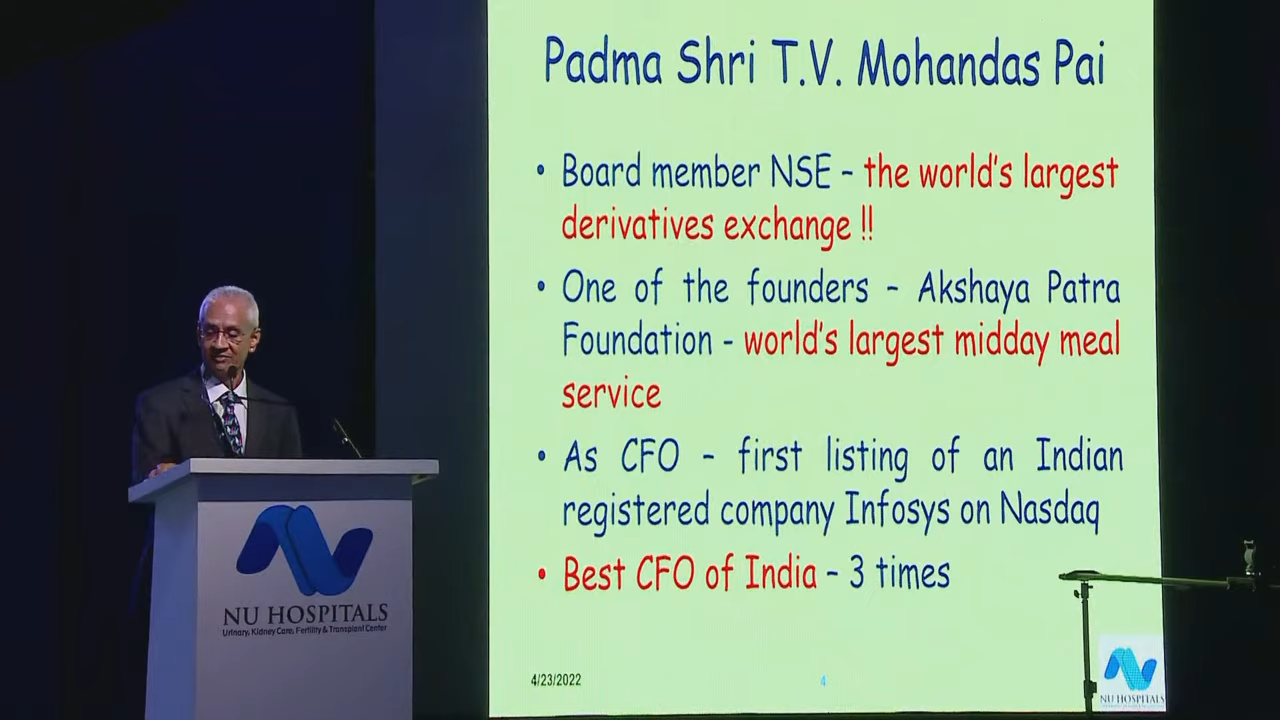 Padma Shri T.V. Mohandas Pai
• Board member NSE – the world's largest
derivatives exchange !!
• One of the founders – Akshaya Patra
Foundation - world's largest midday meal
service
• As CFO – first listing of an Indian
registered company Infosys on Nasdaq
• Best CFO of India – 3 times
4/23/2022
4
NU HOSPITALS
NU HOSPITALS
Urinary, Kidney Care, Fertility & Transplant Center